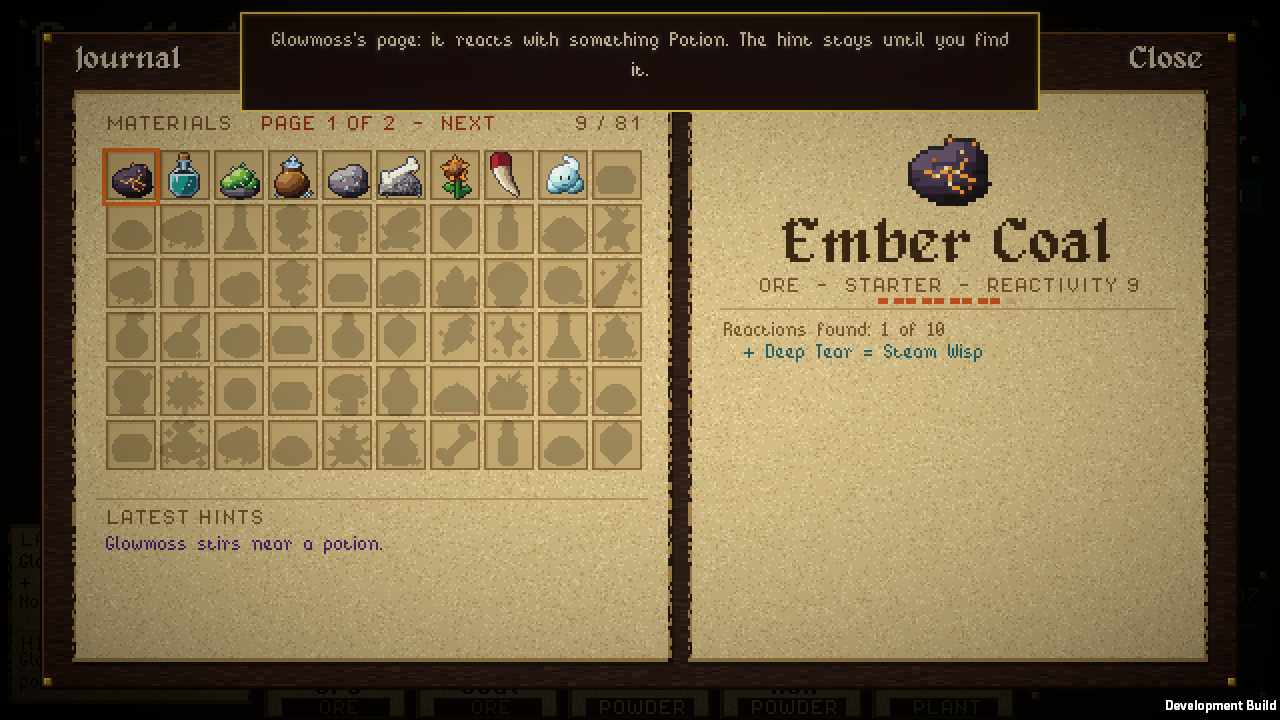 Glowmoss's page: it reacts with something Potion. The hint stays until you find
it.
Journal
Close
MATERIALS PAGE 1 OF 2 - NEXT 9 / 81
Ember Coal
ORE - STARTER - REACTIVITY 9
Reactions found: 1 of 10
+ Deep Tear = Steam Wisp
LATEST HINTS
Glowmoss stirs near a potion.
ORE
ORE
POWDER
POWDER
PLANT
Development Build